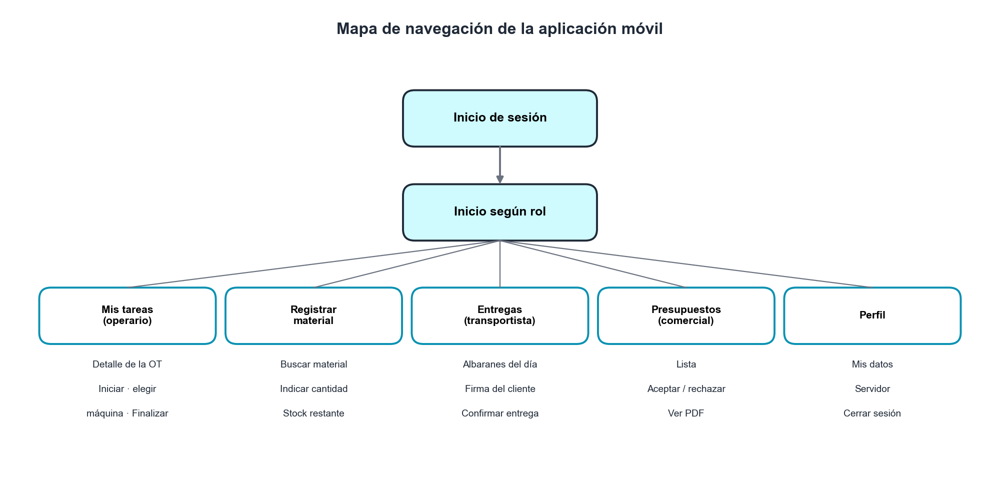 Mapa de navegación de la aplicación móvil
Inicio de sesión
Inicio según rol
Mis tareas
(operario)
Registrar
material
Entregas
(transportista)
Presupuestos
(comercial)
Perfil
Detalle de la OT
Iniciar · elegir
máquina · Finalizar
Buscar material
Indicar cantidad
Stock restante
Albaranes del día
Firma del cliente
Confirmar entrega
Lista
Aceptar / rechazar
Ver PDF
Mis datos
Servidor
Cerrar sesión